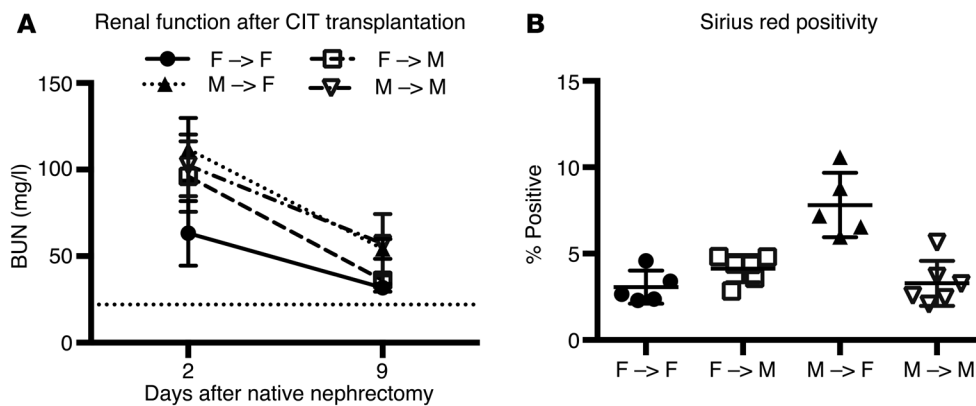 A
Renal function after CIT transplantation
F –> F
F –> M
M –> F
M –> M
BUN (mg/l)
150
100
50
0
2
9
Days after native nephrectomy
B
Sirius red positivity
% Positive
15
10
5
0
F –> F
F –> M
M –> F
M –> M